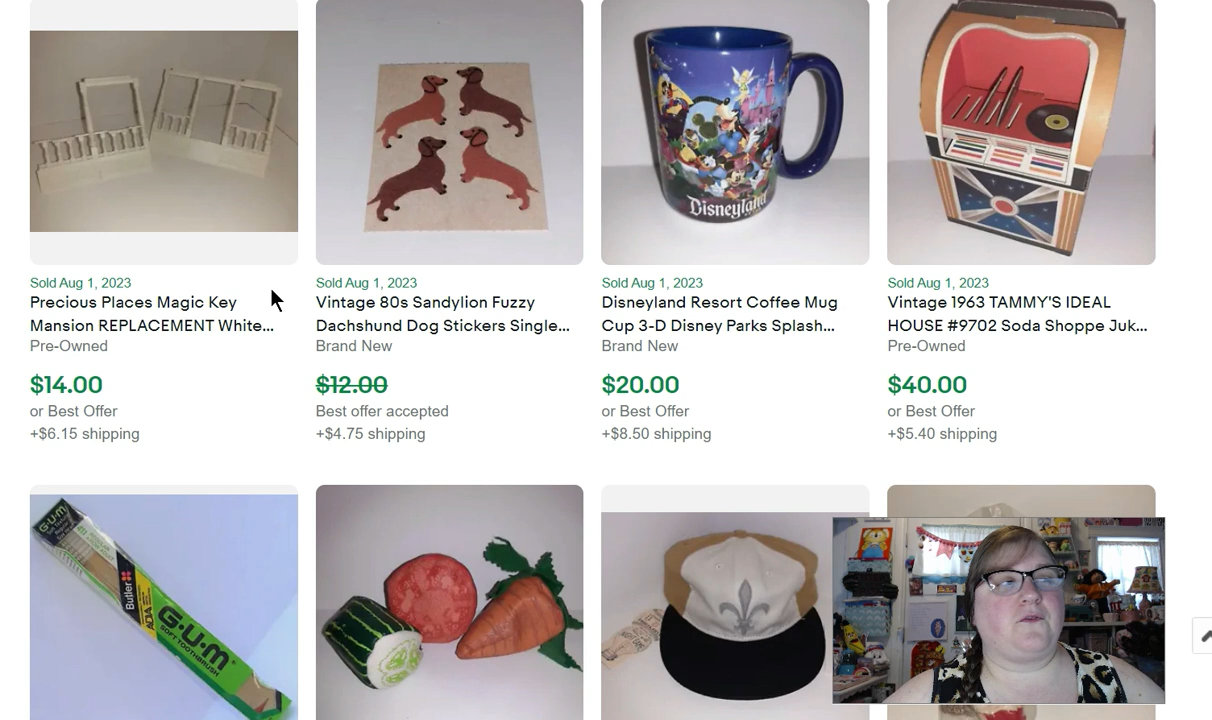 Disneyland
Sold Aug 1, 2023
Precious Places Magic Key
Mansion REPLACEMENT White...
Pre-Owned
$14.00
or Best Offer
+$6.15 shipping
Sold Aug 1, 2023
Vintage 80s Sandylion Fuzzy
Dachshund Dog Stickers Single...
Brand New
$12.00
Best offer accepted
+$4.75 shipping
Sold Aug 1, 2023
Disneyland Resort Coffee Mug
Cup 3-D Disney Parks Splash...
Brand New
$20.00
or Best Offer
+$8.50 shipping
Sold Aug 1, 2023
Vintage 1963 TAMMY'S IDEAL
HOUSE #9702 Soda Shoppe Juk...
Pre-Owned
$40.00
or Best Offer
+$5.40 shipping
G·U·M
Butler
ADA
G·U·M
SOFT TOOTHBRUSH